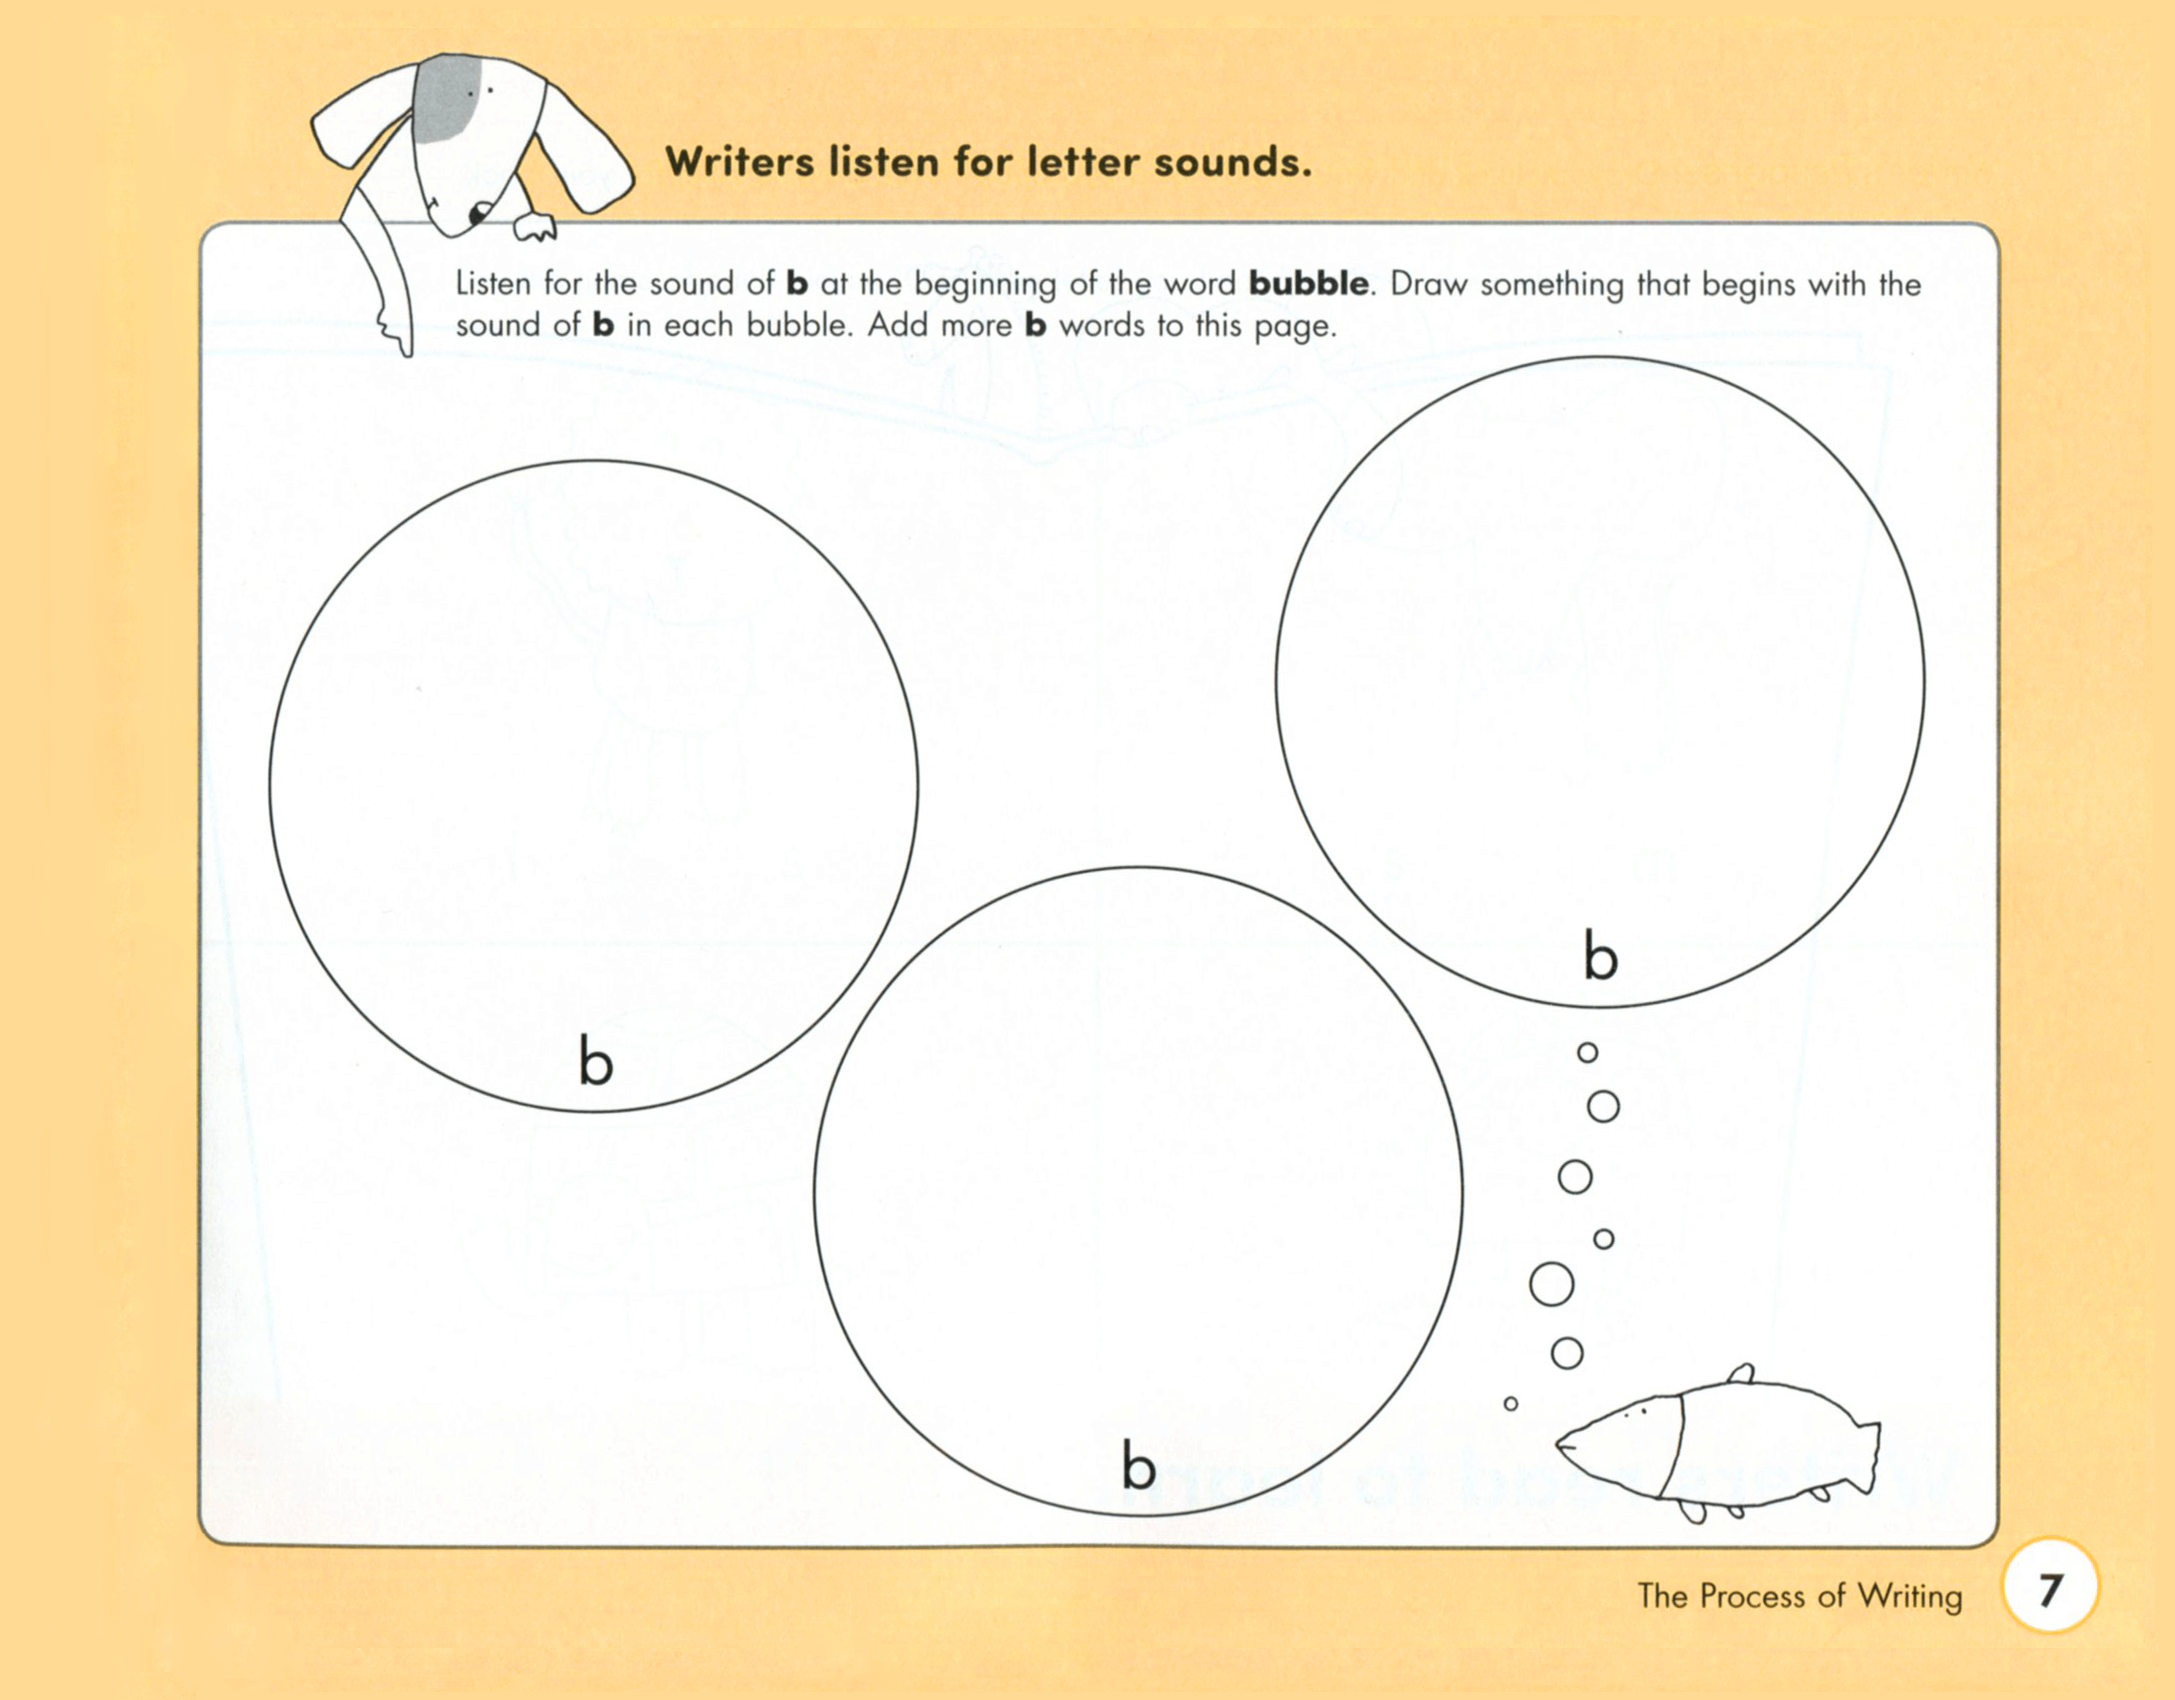 Writers listen for letter sounds.
Listen for the sound of b at the beginning of the word bubble. Draw something that begins with the
sound of b in each bubble. Add more b words to this page.
b
b
b
The Process of Writing
7